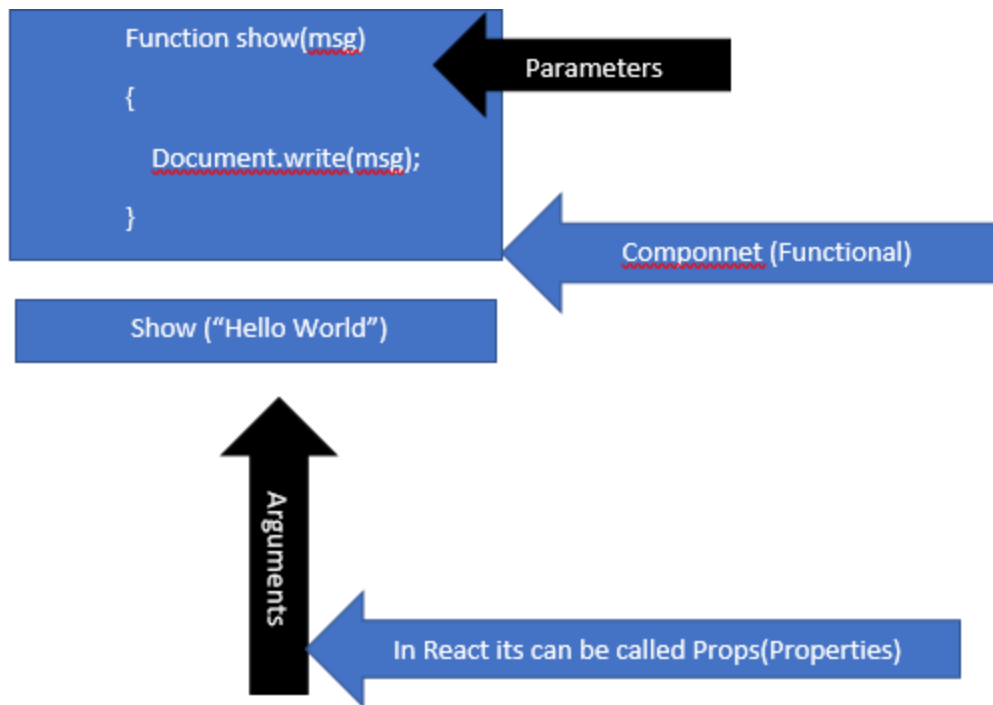 Function show(msg)
Parameters
{
Document.write(msg);
}
Componnet (Functional)
Show (“Hello World”)
Arguments
In React its can be called Props(Properties)